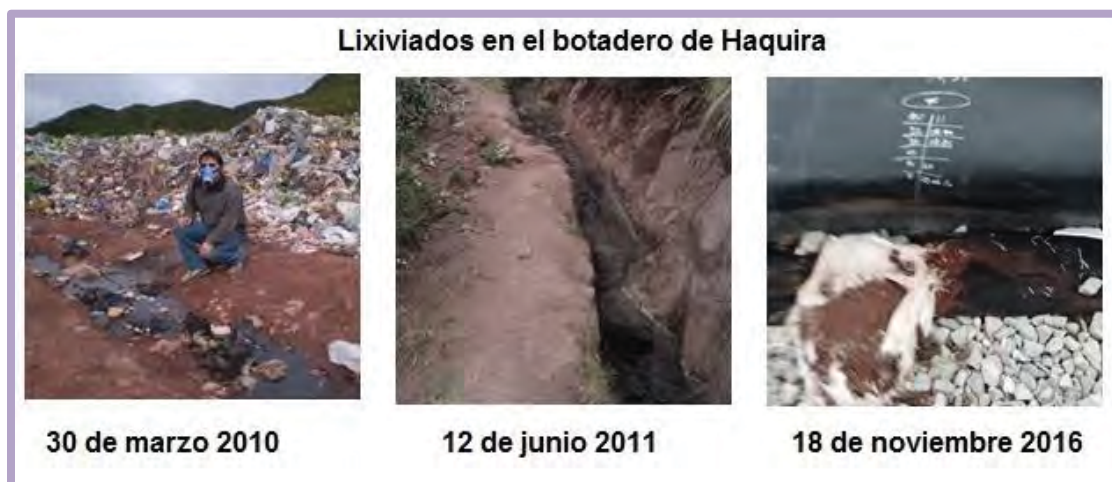 Lixiviados en el botadero de Haquira
30 de marzo 2010
12 de junio 2011
18 de noviembre 2016